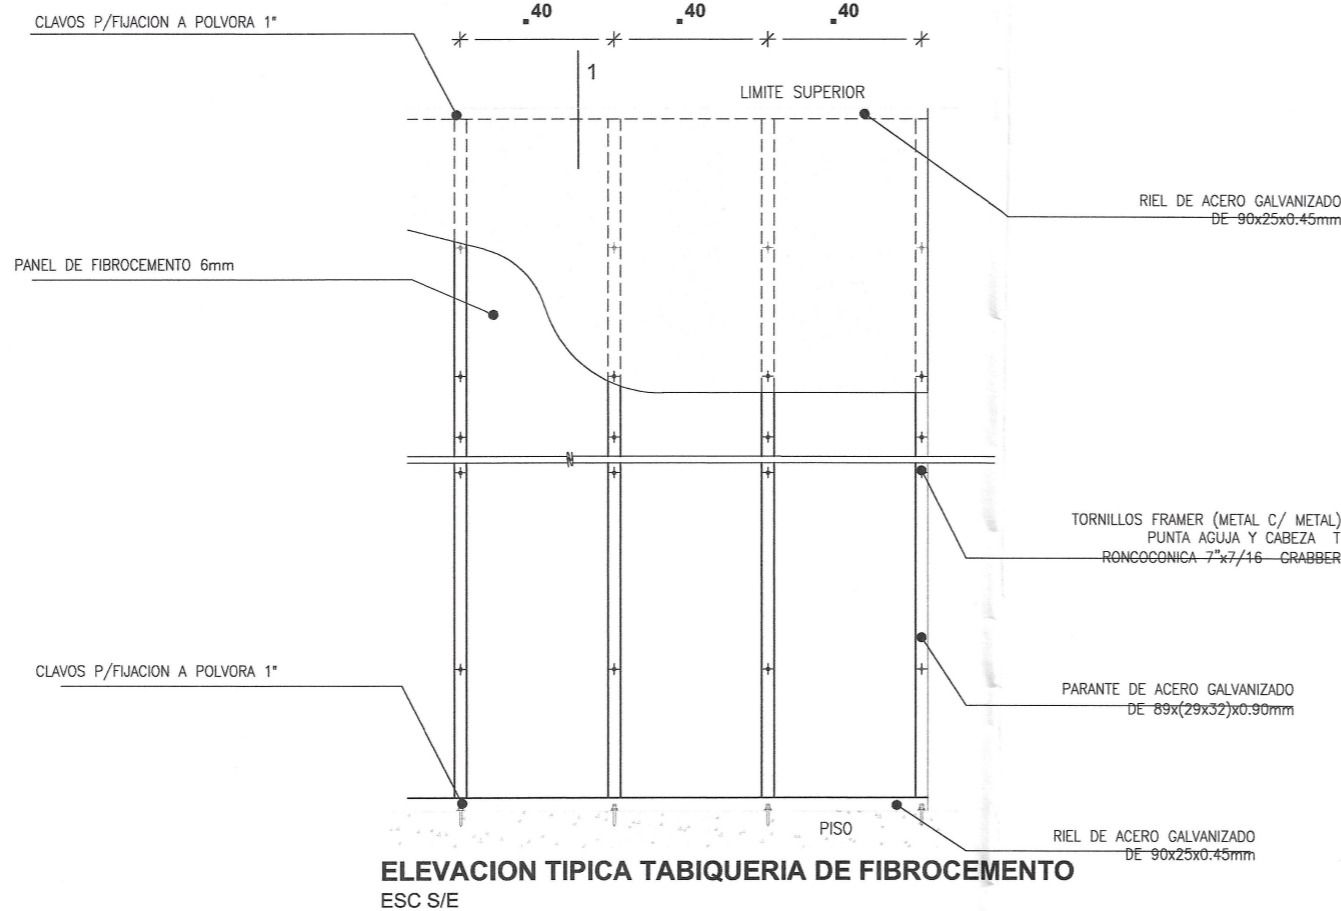 .40
.40
.40
CLAVOS P/FIJACION A POLVORA 1"
1
LIMITE SUPERIOR
RIEL DE ACERO GALVANIZADO
DE 90x25x0.45mm
PANEL DE FIBROCEMENTO 6mm
TORNILLOS FRAMER (METAL C/ METAL)
PUNTA AGUJA Y CABEZA T
RONCOCONICA 7"x7/16 GRABBER
CLAVOS P/FIJACION A POLVORA 1"
PARANTE DE ACERO GALVANIZADO
DE 89x(29x32)x0.90mm
PISO
RIEL DE ACERO GALVANIZADO
DE 90x25x0.45mm
ELEVACION TIPICA TABIQUERIA DE FIBROCEMENTO
ESC S/E